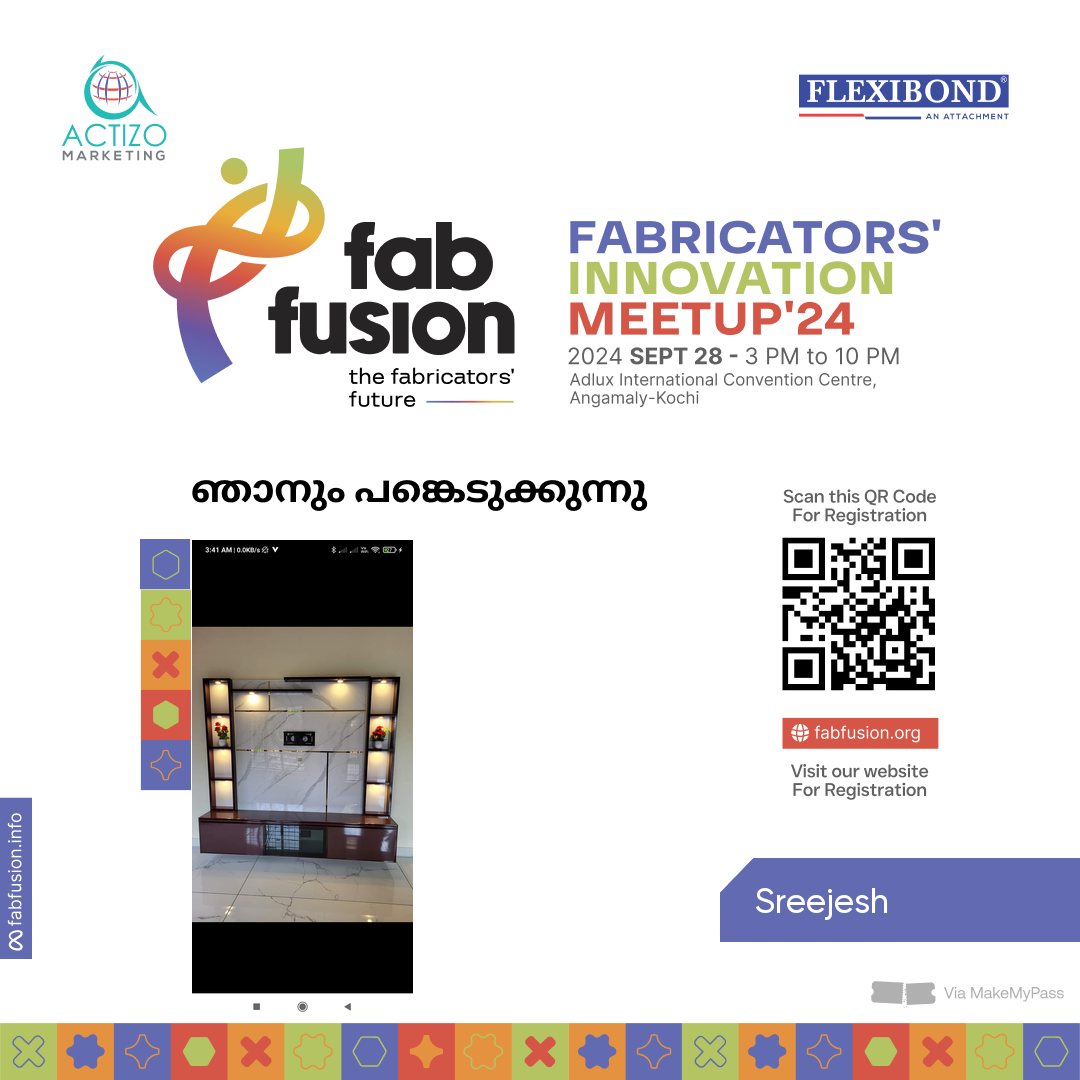 ACTIZO
MARKETING
FLEXIBOND®
AN ATTACHMENT
fab
fusion
the fabricators'
future
FABRICATORS'
INNOVATION
MEETUP'24
2024 SEPT 28 - 3 PM to 10 PM
Adlux International Convention Centre,
Angamaly-Kochi
ഞാനും പങ്കെടുക്കുന്നു
Scan this QR Code
For Registration
3:41 AM | 0.0KB/s
fabfusion.org
Visit our website
For Registration
fabfusion.info
Sreejesh
Via MakeMyPass